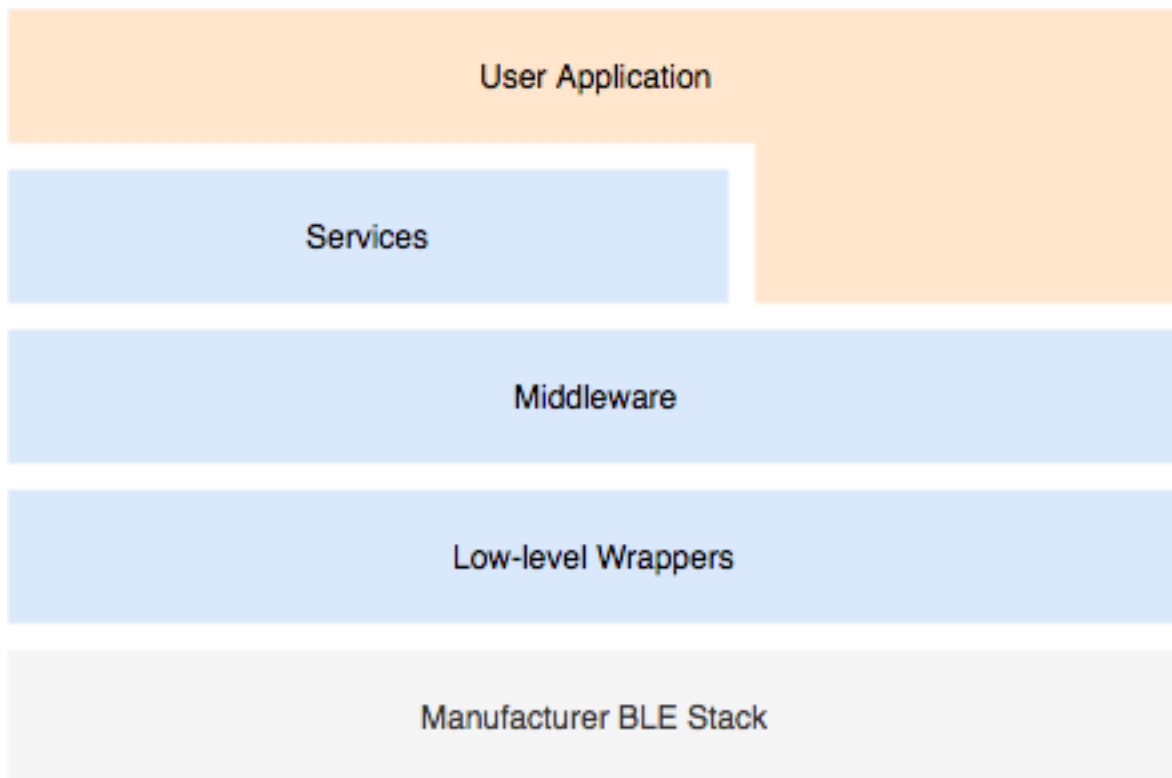 User Application
Services
Middleware
Low-level Wrappers
Manufacturer BLE Stack